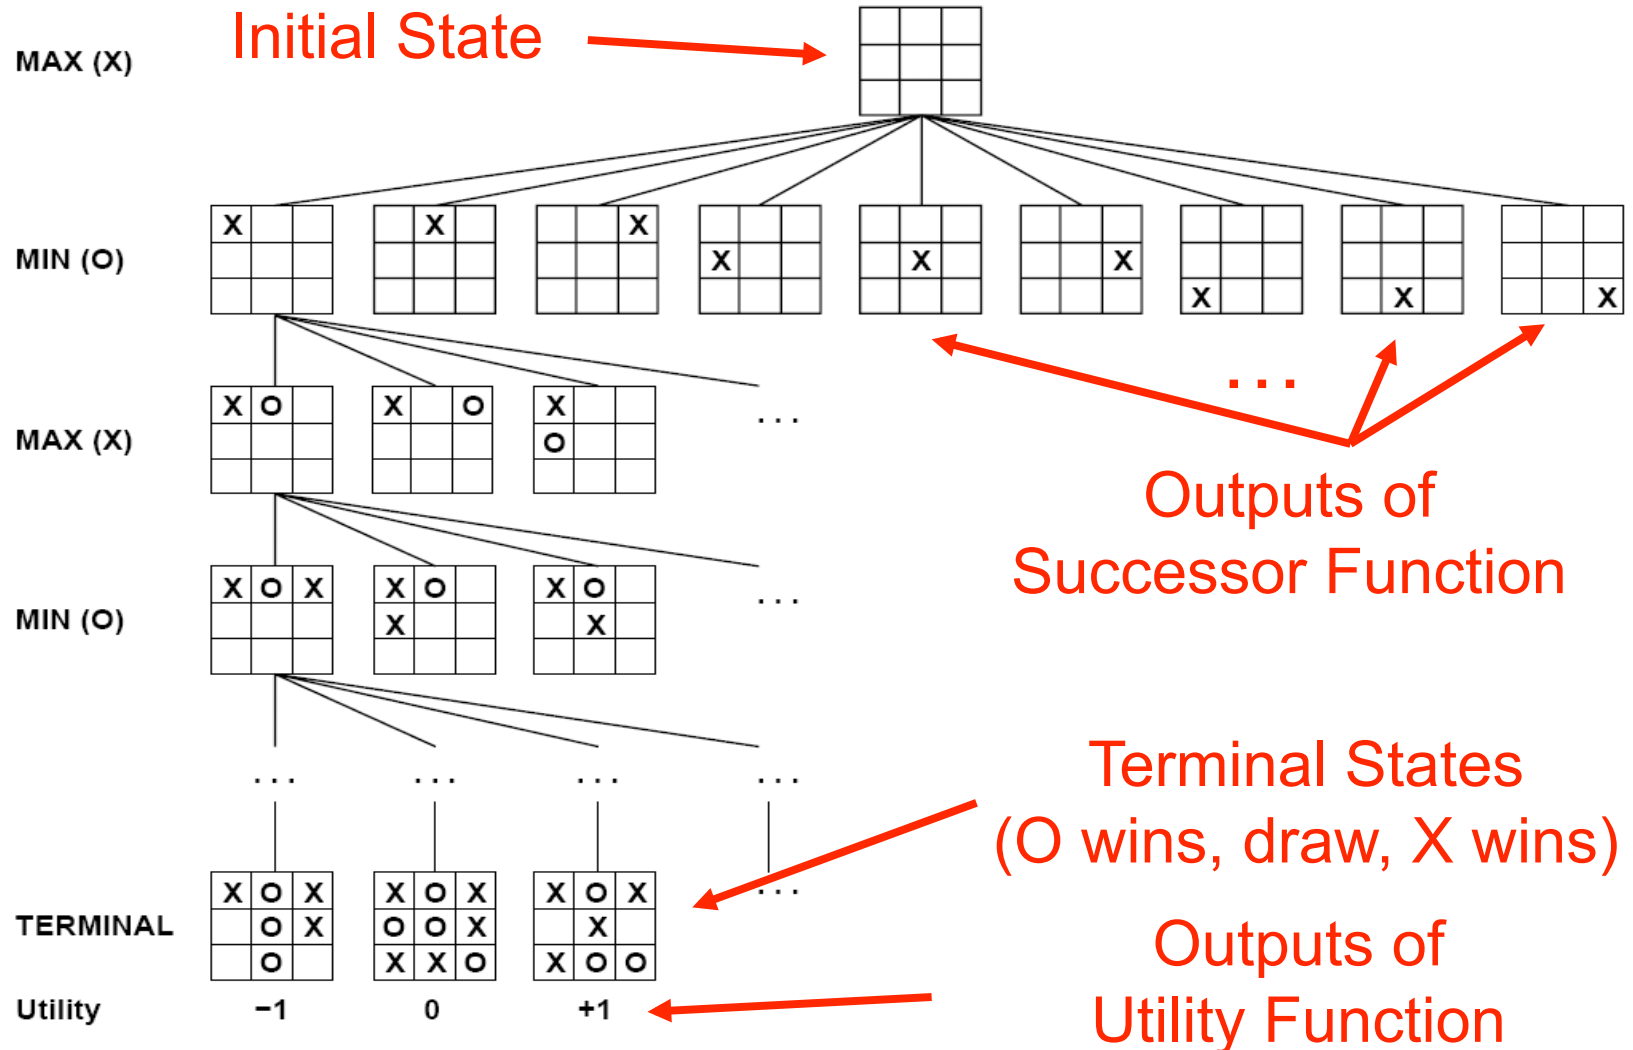 Initial State
MAX (X)
X X X X X X X X X
MIN (O)
...
X O X O X
O
...
MAX (X)
Outputs of
Successor Function
X O X X O X O
X X
...
MIN (O)
... ... ... ...
Terminal States
(O wins, draw, X wins)
X O X X O X X O X
...
TERMINAL
O X O O X X
O X X O X O O
Outputs of
Utility Function
Utility −1 0 +1